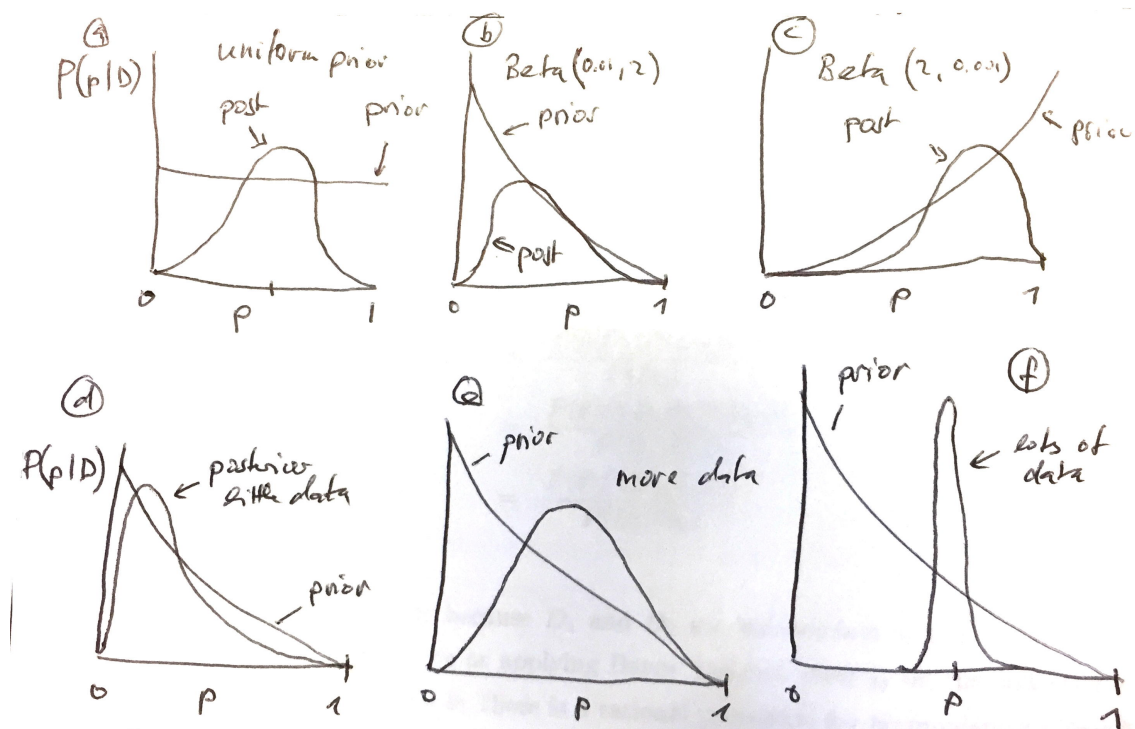 a
P(p|D)
uniform prior
post
prior
0
p
1
b
Beta(0.01, 2)
prior
post
0
p
1
c
Beta (2, 0.001)
post
prior
0
p
1
d
P(p|D)
posterior
little data
prior
0
p
1
e
prior
more data
0
p
1
f
prior
lots of
data
0
p
1